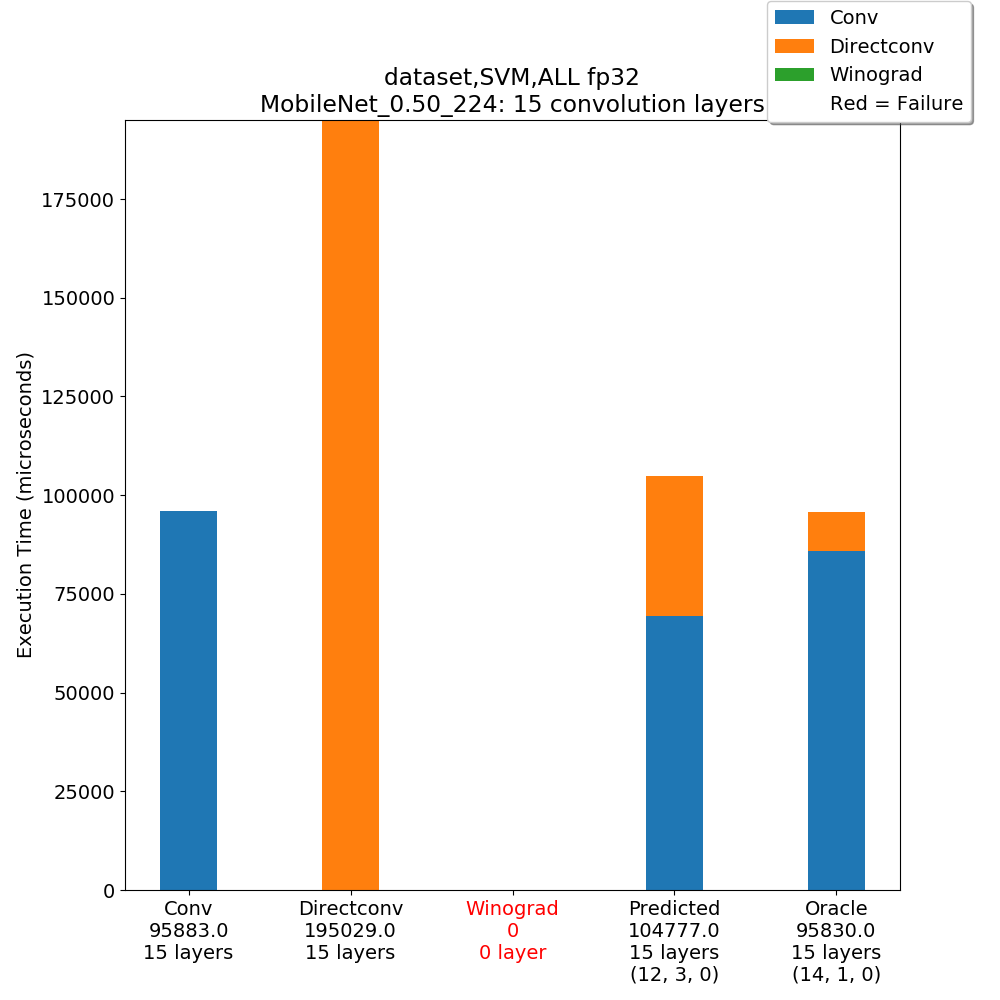 Conv
Directconv
Winograd
Red = Failure
dataset,SVM,ALL fp32
MobileNet_0.50_224: 15 convolution layers
Execution Time (microseconds)
175000
150000
125000
100000
75000
50000
25000
0
Conv
95883.0
15 layers
Directconv
195029.0
15 layers
Winograd
0
0 layer
Predicted
104777.0
15 layers
(12, 3, 0)
Oracle
95830.0
15 layers
(14, 1, 0)